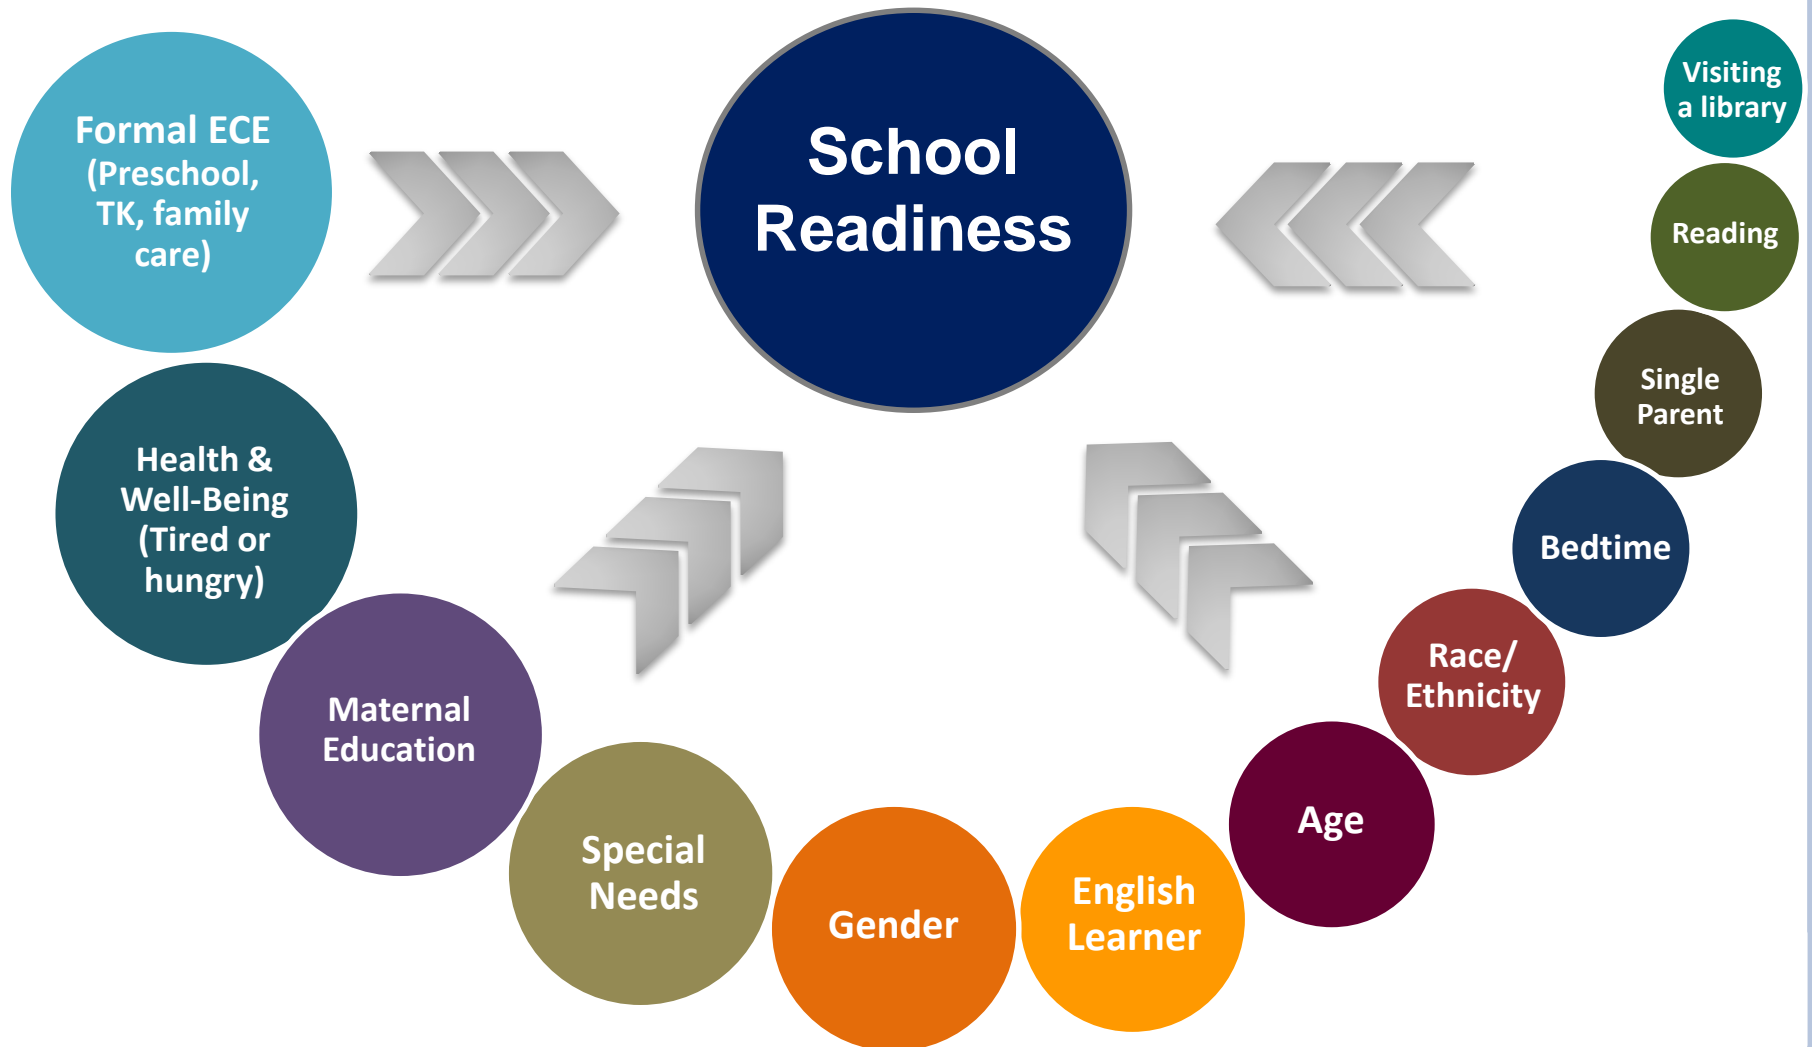 School
Readiness
Formal ECE
(Preschool,
TK, family
care)
Health &
Well-Being
(Tired or
hungry)
Maternal
Education
Special
Needs
Gender
English
Learner
Age
Race/
Ethnicity
Bedtime
Single
Parent
Reading
Visiting
a library